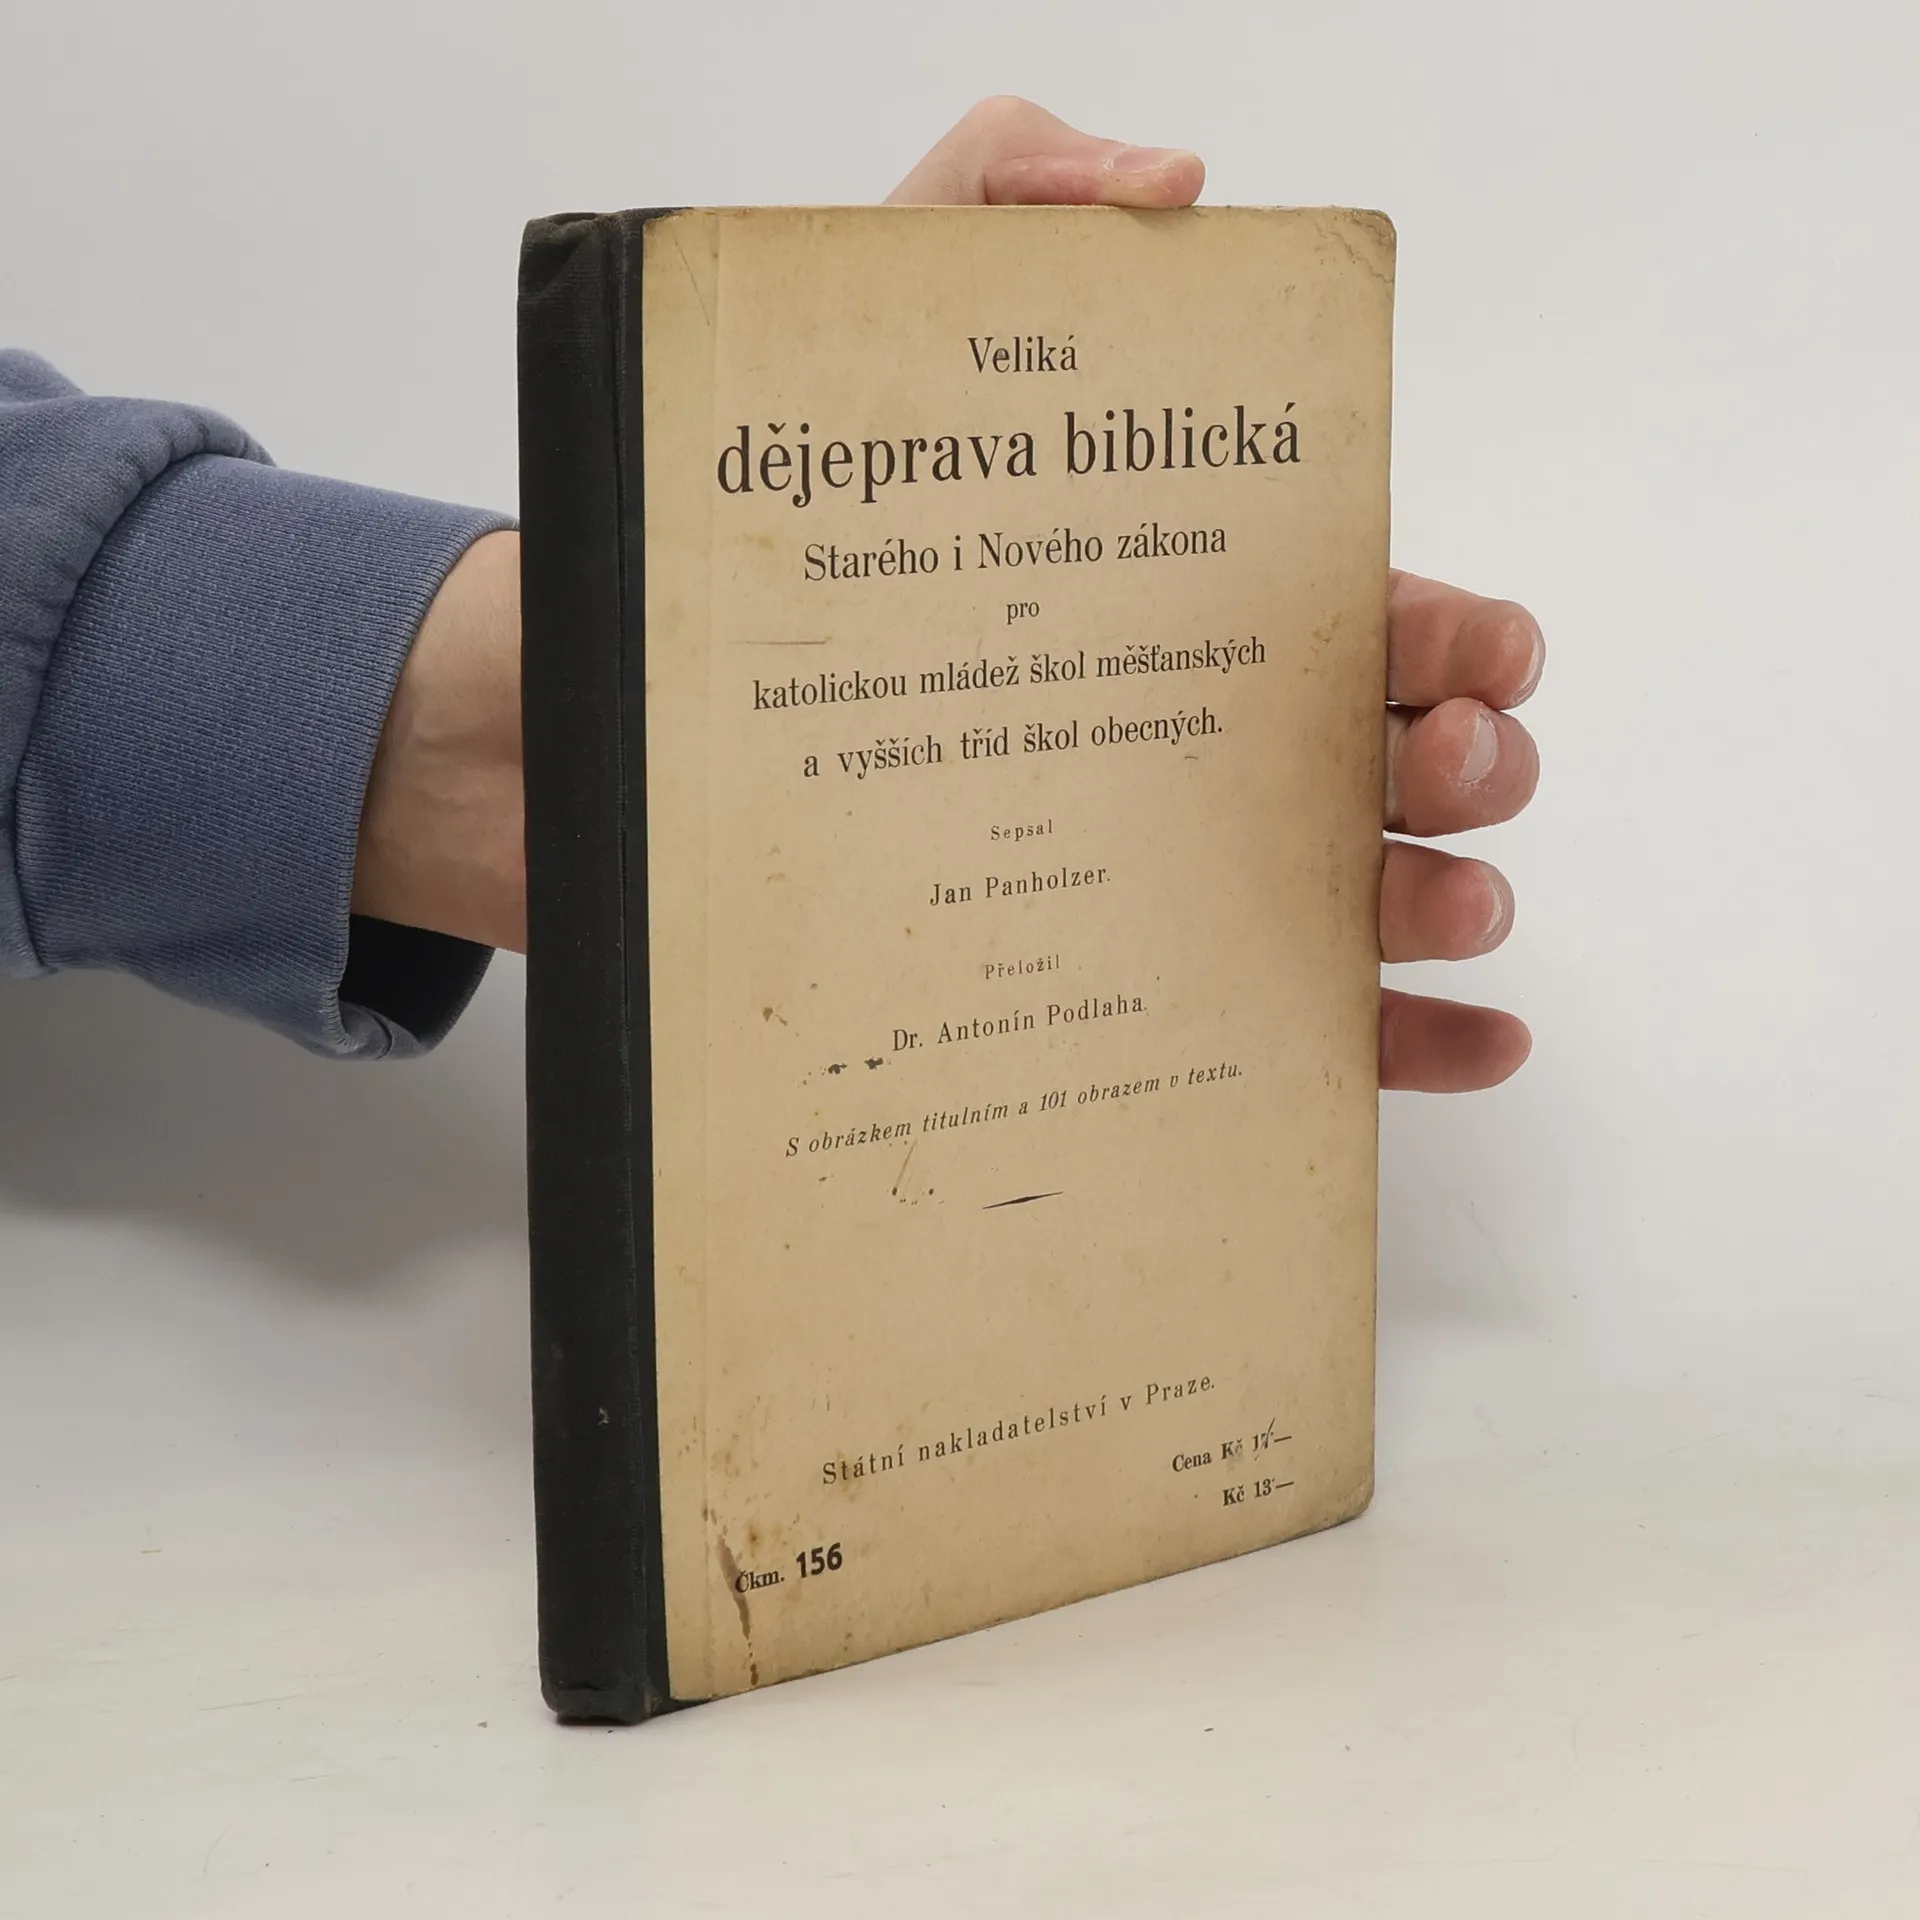 Veliká
dějeprava biblická
Starého i Nového zákona
pro
katolickou mládež škol měšťanských
a vyšších tříd škol obecných.
Sepsal
Jan Panholzer.
Přeložil
Dr. Antonín Podlaha.
S obrázkem titulním a 101 obrazem v textu.
Státní nakladatelství v Praze.
Cena Kč 17·—
Kč 13·—
Čkm. 156